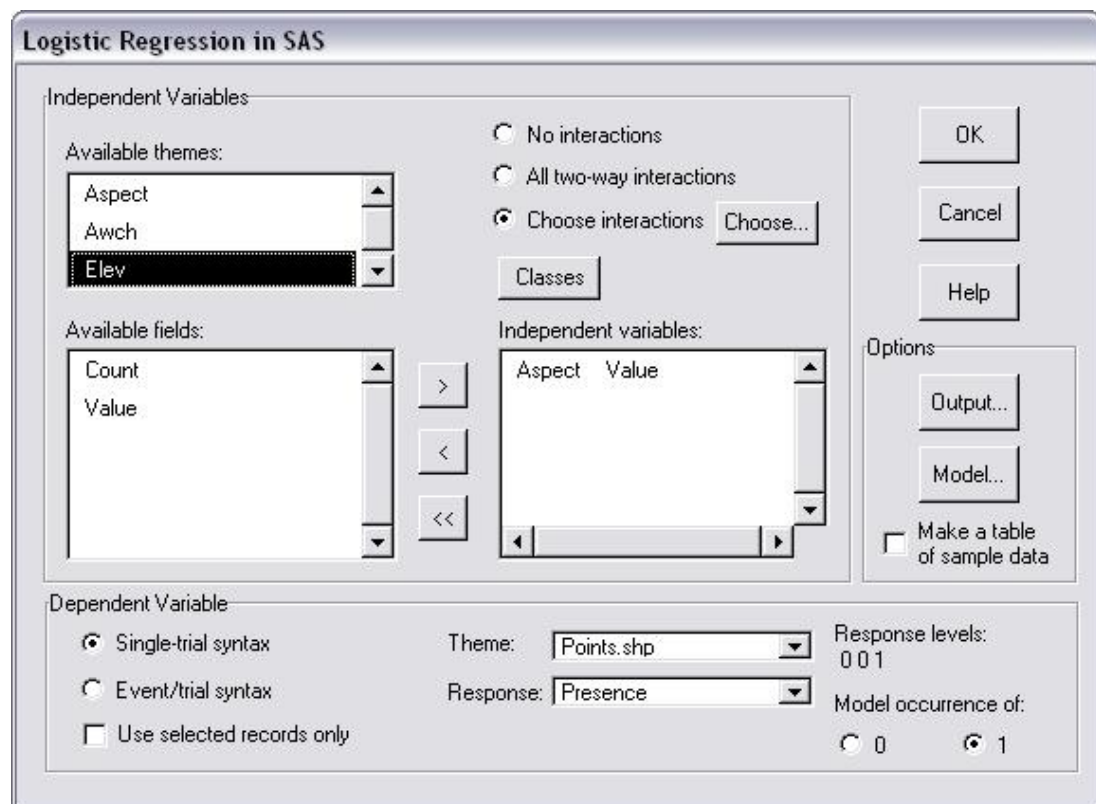 Logistic Regression in SAS
Independent Variables
Available themes:
Aspect
Awch
Elev
No interactions
All two-way interactions
Choose interactions
Choose...
Classes
OK
Cancel
Help
Available fields:
Count
Value
>
<
<<
Independent variables:
Aspect Value
Options
Output...
Model...
Make a table
of sample data
Dependent Variable
Single-trial syntax
Event/trial syntax
Use selected records only
Theme: Points.shp
Response: Presence
Response levels:
0 0 1
Model occurrence of:
0 1